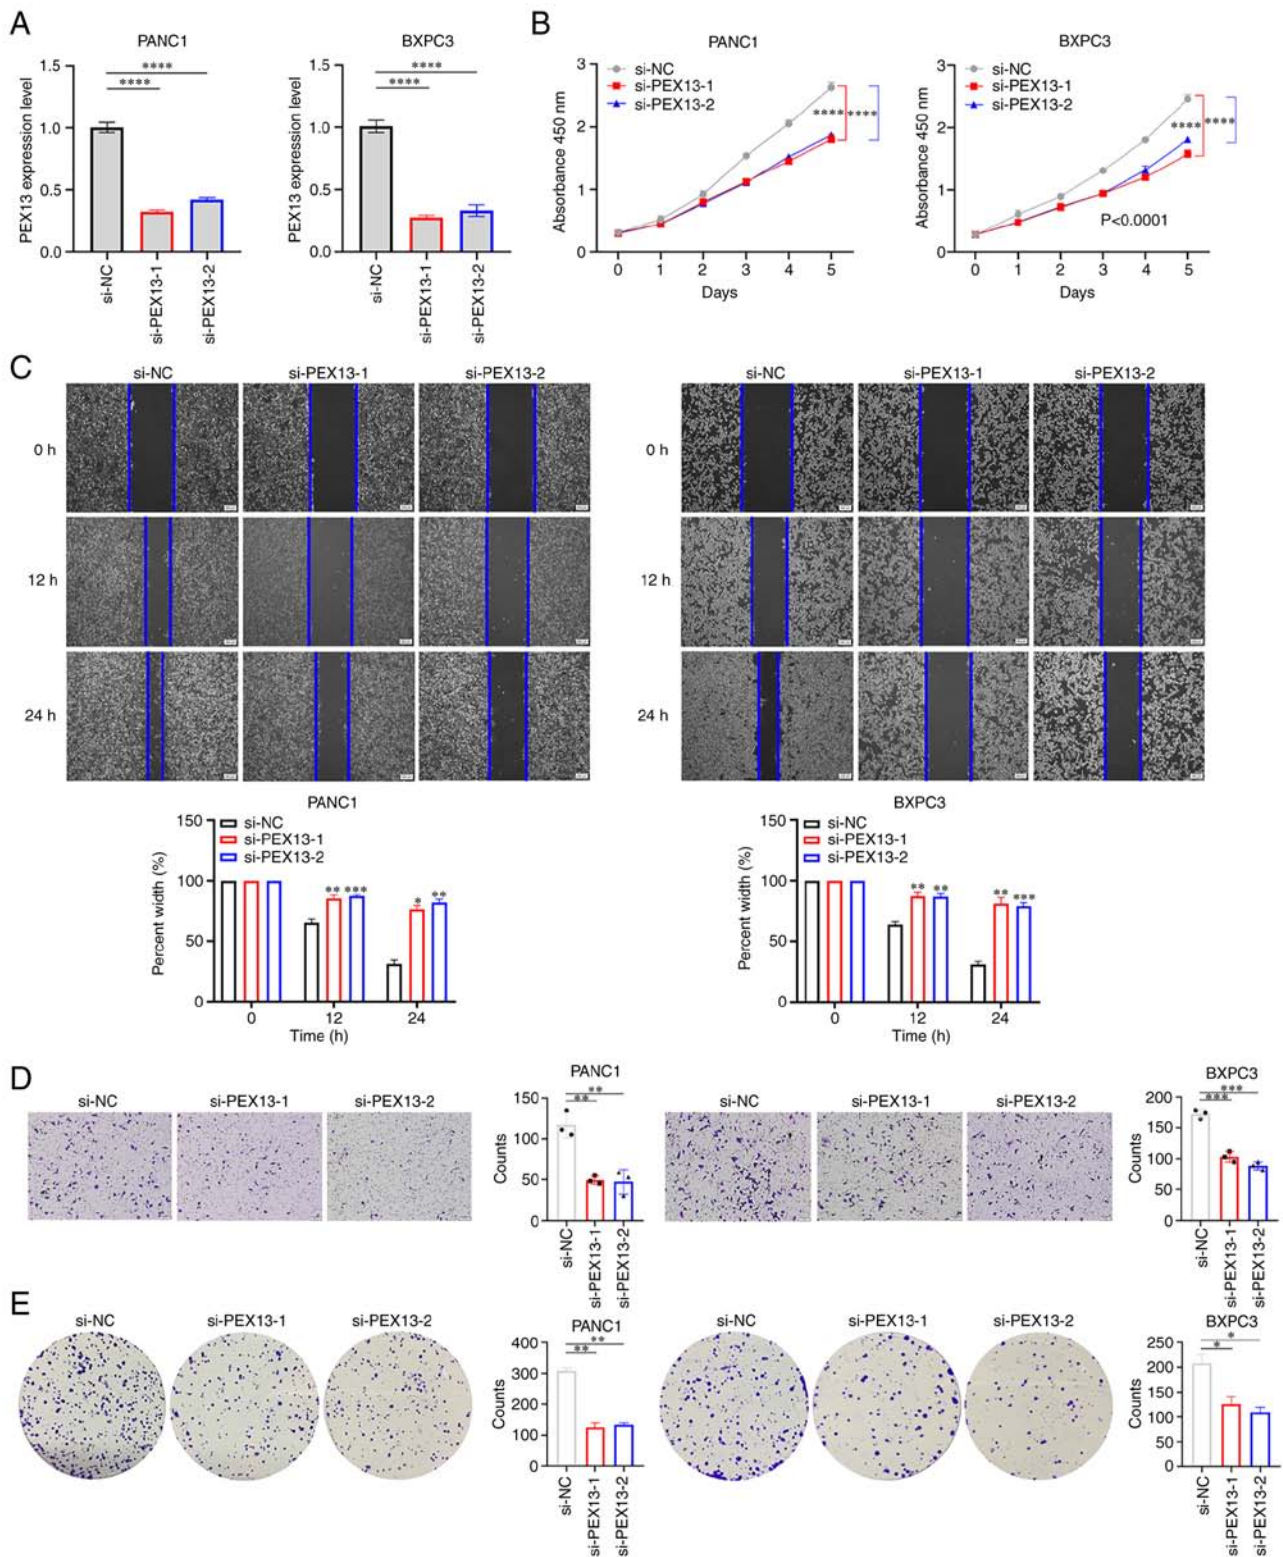 A
PANC1
PEX13 expression level
1.5
1.0
0.5
0.0
****
****
si-NC
si-PEX13-1
si-PEX13-2
BXPC3
PEX13 expression level
1.5
1.0
0.5
0.0
****
****
si-NC
si-PEX13-1
si-PEX13-2
B
PANC1
Absorbance 450 nm
3
2
1
0
si-NC
si-PEX13-1
si-PEX13-2
****
****
0 1 2 3 4 5
Days
BXPC3
Absorbance 450 nm
3
2
1
0
si-NC
si-PEX13-1
si-PEX13-2
****
****
P<0.0001
0 1 2 3 4 5
Days
C
si-NC si-PEX13-1 si-PEX13-2
0 h
12 h
24 h
si-NC si-PEX13-1 si-PEX13-2
0 h
12 h
24 h
PANC1
Percent width (%)
150
100
50
0
si-NC
si-PEX13-1
si-PEX13-2
** ***
* **
0 12 24
Time (h)
BXPC3
Percent width (%)
150
100
50
0
si-NC
si-PEX13-1
si-PEX13-2
** **
** ***
0 12 24
Time (h)
D
si-NC si-PEX13-1 si-PEX13-2
PANC1
Counts
150
100
50
0
**
**
si-NC
si-PEX13-1
si-PEX13-2
si-NC si-PEX13-1 si-PEX13-2
BXPC3
Counts
200
150
100
50
0
***
***
si-NC
si-PEX13-1
si-PEX13-2
E
si-NC si-PEX13-1 si-PEX13-2
PANC1
Counts
400
300
200
100
0
**
**
si-NC
si-PEX13-1
si-PEX13-2
si-NC si-PEX13-1 si-PEX13-2
BXPC3
Counts
250
200
150
100
50
0
*
*
si-NC
si-PEX13-1
si-PEX13-2